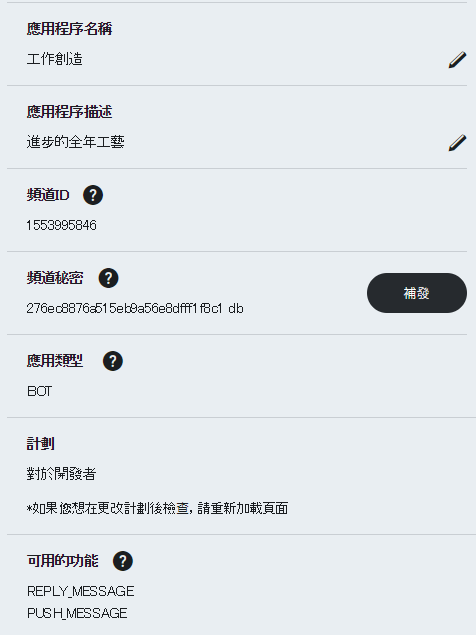 應用程序名稱
工作創造
應用程序描述
進步的全年工藝
頻道ID ?
1553995846
頻道秘密 ?
276ec8876a515eb9a56e8dfff1f8c1 db
補發
應用類型 ?
BOT
計劃
對於開發者
*如果您想在更改計劃後檢查, 請重新加載頁面
可用的功能 ?
REPLY_MESSAGE
PUSH_MESSAGE